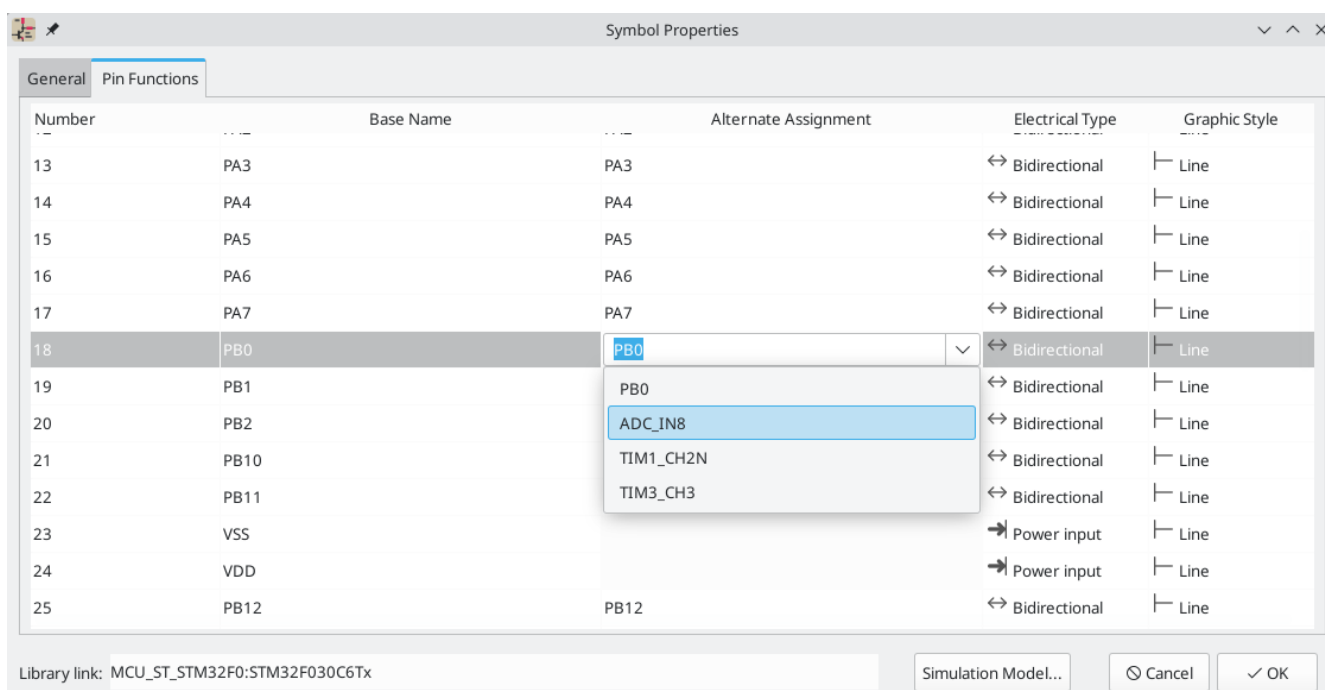 Symbol Properties
General Pin Functions
Number Base Name Alternate Assignment Electrical Type Graphic Style
13 PA3 PA3 Bidirectional Line
14 PA4 PA4 Bidirectional Line
15 PA5 PA5 Bidirectional Line
16 PA6 PA6 Bidirectional Line
17 PA7 PA7 Bidirectional Line
18 PB0 PB0 Bidirectional Line
19 PB1 PB0 Bidirectional Line
20 PB2 ADC_IN8 Bidirectional Line
21 PB10 TIM1_CH2N Bidirectional Line
22 PB11 TIM3_CH3 Bidirectional Line
23 VSS Power input Line
24 VDD Power input Line
25 PB12 PB12 Bidirectional Line
Library link: MCU_ST_STM32F0:STM32F030C6Tx Simulation Model... Cancel OK